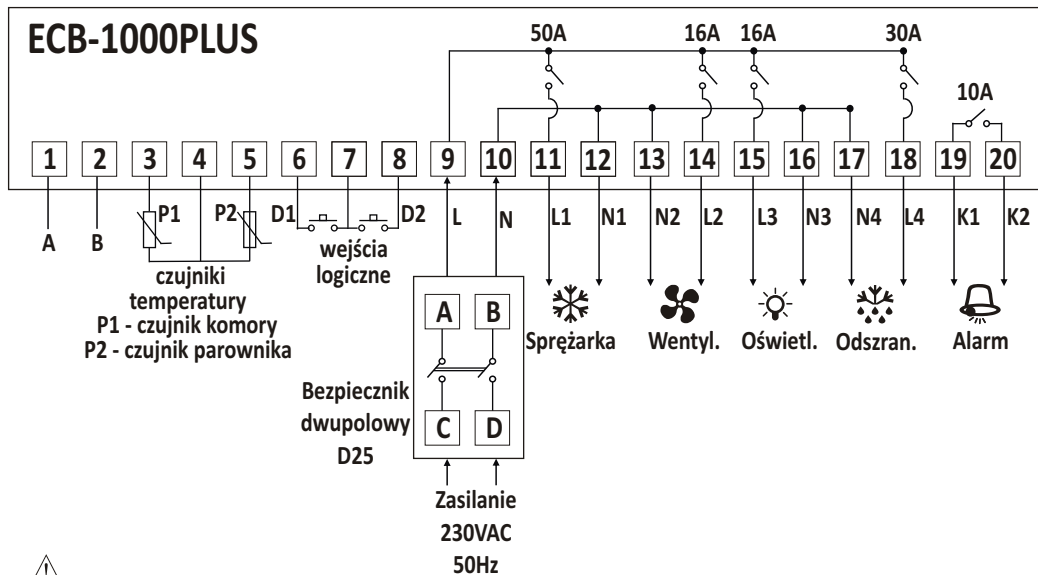 ECB-1000PLUS
50A 16A 16A 30A
10A
1 2 3 4 5 6 7 8 9 10 11 12 13 14 15 16 17 18 19 20
A B P1 P2 D1 D2 L N L1 N1 N2 L2 L3 N3 N4 L4 K1 K2
czujniki
temperatury
P1 - czujnik komory
P2 - czujnik parownika
wejścia
logiczne
A B
C D
Bezpiecznik
dwupolowy
D25
Sprężarka Wentyl. Oświetl. Odszran. Alarm
Zasilanie
230VAC
50Hz